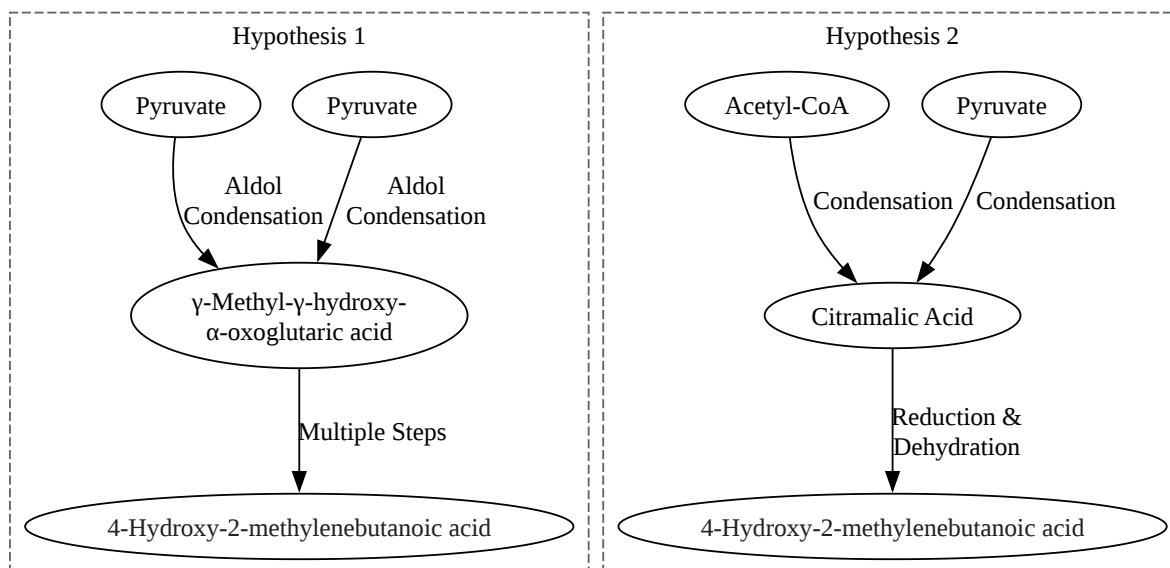 Hypothesis 1
Pyruvate
Pyruvate
Aldol
Condensation
Aldol
Condensation
γ-Methyl-γ-hydroxy-
α-oxoglutaric acid
Multiple Steps
4-Hydroxy-2-methylenebutanoic acid
Hypothesis 2
Acetyl-CoA
Pyruvate
Condensation
Condensation
Citramalic Acid
Reduction &
Dehydration
4-Hydroxy-2-methylenebutanoic acid